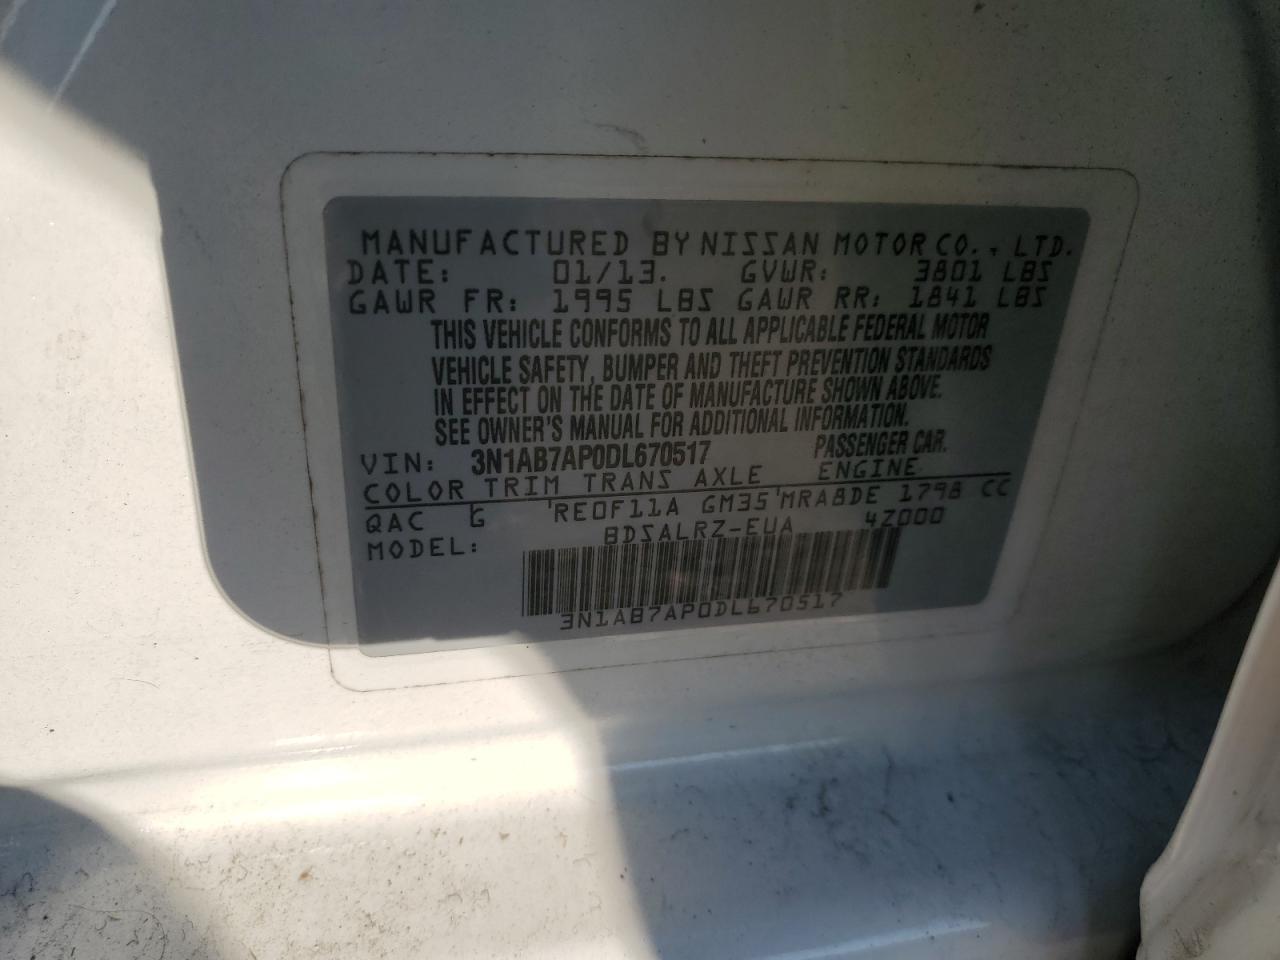 MANUFACTURED BY NISSAN MOTOR CO., LTD.
DATE: 01/13. GVWR: 3801 LBS
GAWR FR: 1995 LBS GAWR RR: 1841 LBS
THIS VEHICLE CONFORMS TO ALL APPLICABLE FEDERAL MOTOR
VEHICLE SAFETY, BUMPER AND THEFT PREVENTION STANDARDS
IN EFFECT ON THE DATE OF MANUFACTURE SHOWN ABOVE.
SEE OWNER'S MANUAL FOR ADDITIONAL INFORMATION.
VIN: 3N1AB7AP0DL670517 PASSENGER CAR.
COLOR TRIM TRANS AXLE ENGINE
QAC G RE0F11A GM35 MRA8DE 1798 CC
MODEL: BDSALRZ-EUA 4Z000
3N1AB7AP0DL670517